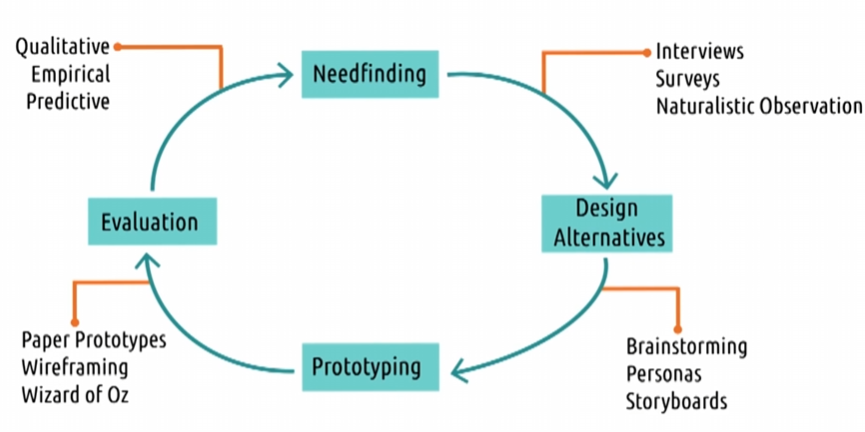 Qualitative
Empirical
Predictive
Needfinding
Interviews
Surveys
Naturalistic Observation
Evaluation
Design
Alternatives
Paper Prototypes
Wireframing
Wizard of Oz
Prototyping
Brainstorming
Personas
Storyboards